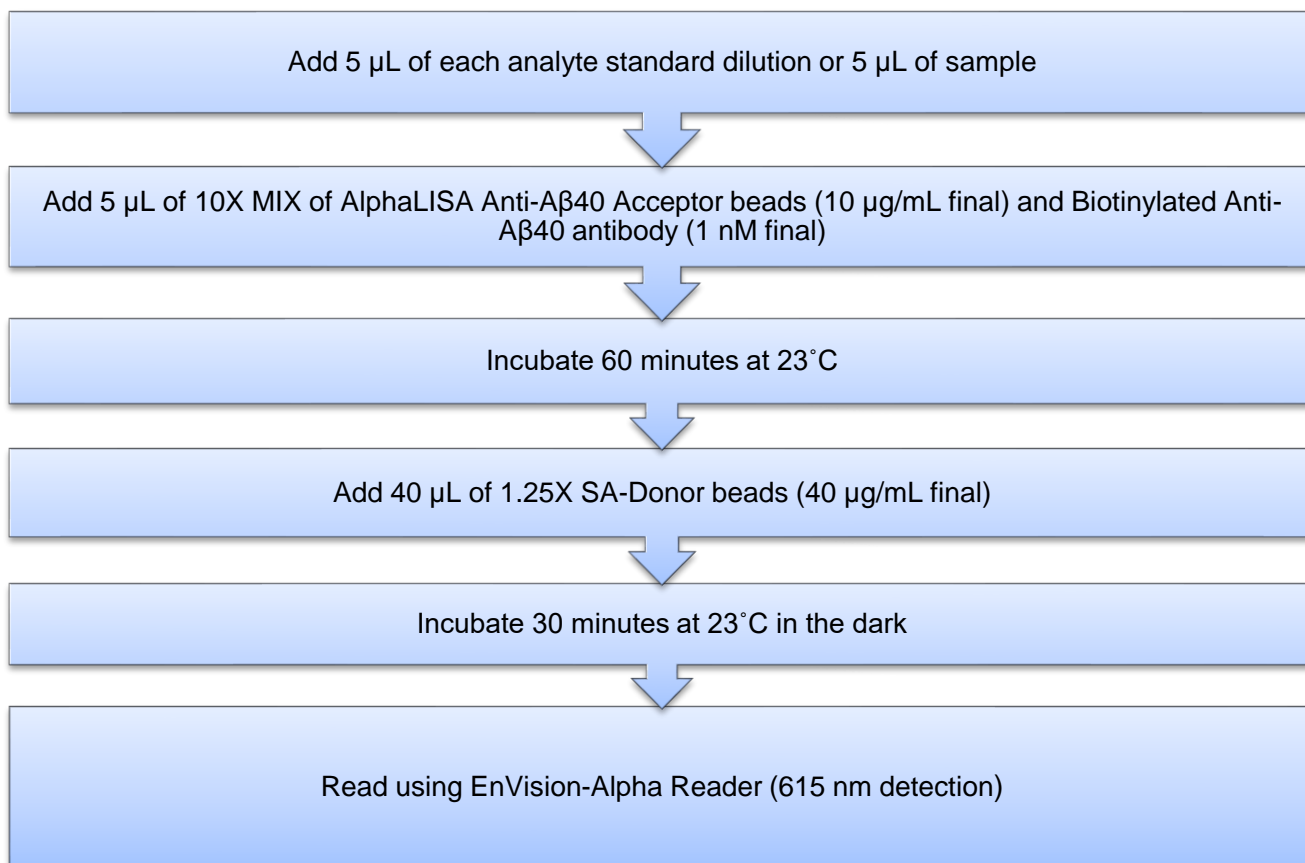 Add 5 µL of each analyte standard dilution or 5 µL of sample
Add 5 µL of 10X MIX of AlphaLISA Anti-Aβ40 Acceptor beads (10 µg/mL final) and Biotinylated Anti-
Aβ40 antibody (1 nM final)
Incubate 60 minutes at 23˚C
Add 40 µL of 1.25X SA-Donor beads (40 µg/mL final)
Incubate 30 minutes at 23˚C in the dark
Read using EnVision-Alpha Reader (615 nm detection)